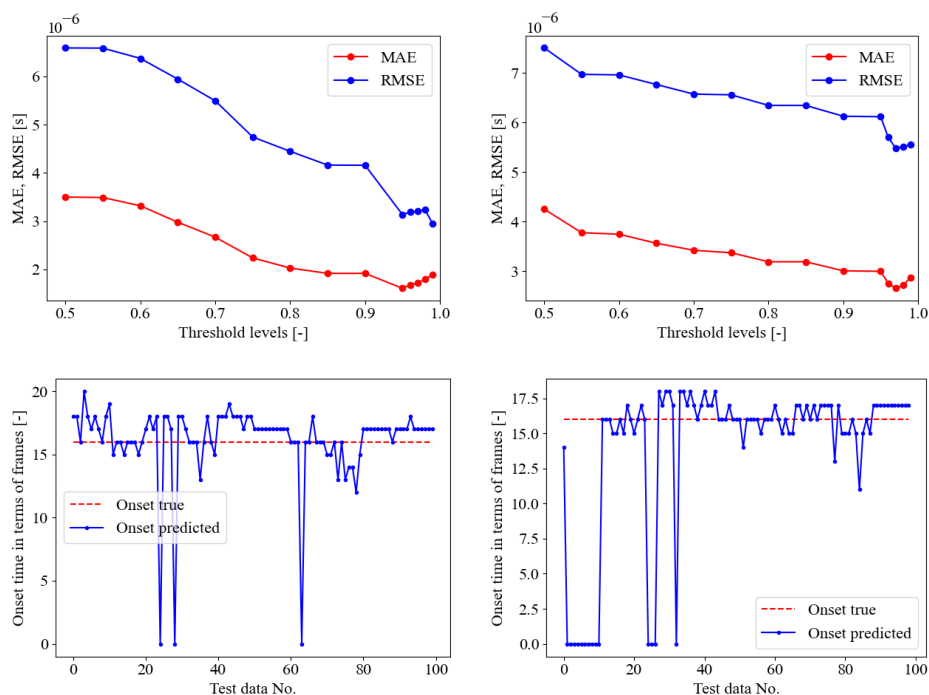 10⁻⁶
MAE, RMSE [s]
6
5
4
3
2
MAE
RMSE
0.5 0.6 0.7 0.8 0.9 1.0
Threshold levels [-]
10⁻⁶
MAE, RMSE [s]
7
6
5
4
3
MAE
RMSE
0.5 0.6 0.7 0.8 0.9 1.0
Threshold levels [-]
Onset time in terms of frames [-]
20
15
10
5
0
Onset true
Onset predicted
0 20 40 60 80 100
Test data No.
Onset time in terms of frames [-]
17.5
15.0
12.5
10.0
7.5
5.0
2.5
0.0
Onset true
Onset predicted
0 20 40 60 80 100
Test data No.